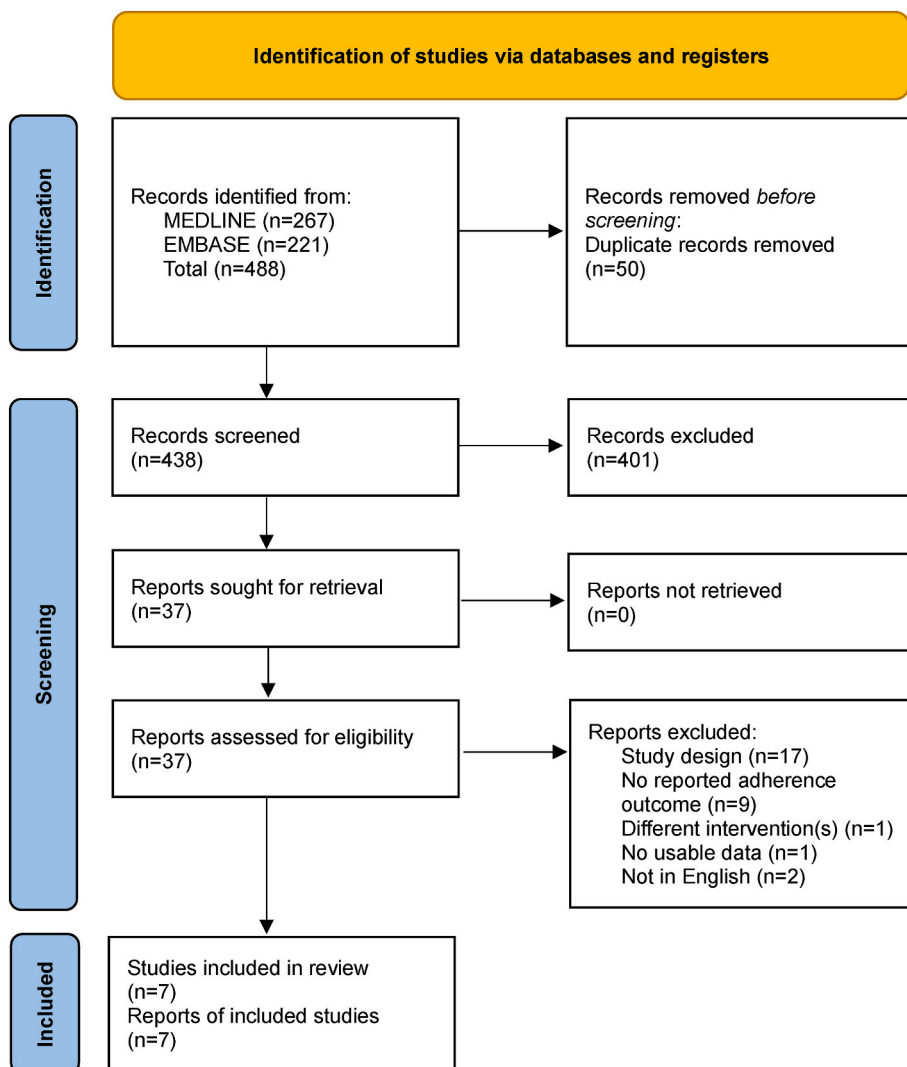 Identification of studies via databases and registers
Identification
Records identified from:
MEDLINE (n=267)
EMBASE (n=221)
Total (n=488)
Records removed before
screening:
Duplicate records removed
(n=50)
Screening
Records screened
(n=438)
Records excluded
(n=401)
Reports sought for retrieval
(n=37)
Reports not retrieved
(n=0)
Reports assessed for eligibility
(n=37)
Reports excluded:
Study design (n=17)
No reported adherence
outcome (n=9)
Different intervention(s) (n=1)
No usable data (n=1)
Not in English (n=2)
Included
Studies included in review
(n=7)
Reports of included studies
(n=7)